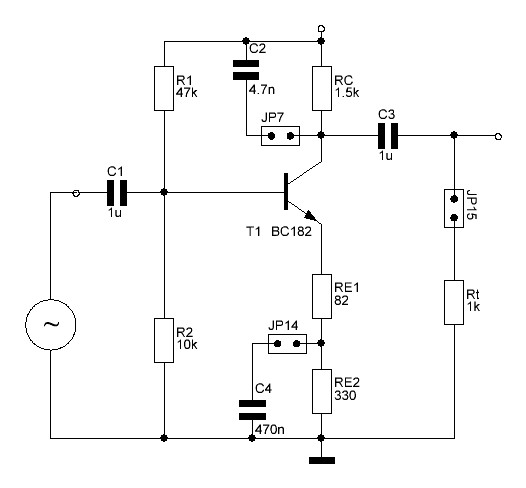 C2
4.7n
R1
47k
RC
1.5k
JP7
C3
1u
C1
1u
JP15
T1 BC182
RE1
82
Rt
1k
~
R2
10k
JP14
RE2
330
C4
470n